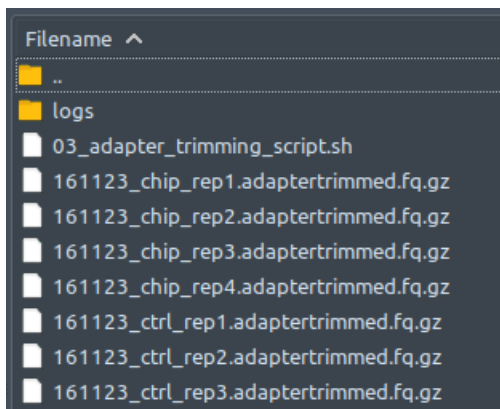 Filename
..
logs
03_adapter_trimming_script.sh
161123_chip_rep1.adaptertrimmed.fq.gz
161123_chip_rep2.adaptertrimmed.fq.gz
161123_chip_rep3.adaptertrimmed.fq.gz
161123_chip_rep4.adaptertrimmed.fq.gz
161123_ctrl_rep1.adaptertrimmed.fq.gz
161123_ctrl_rep2.adaptertrimmed.fq.gz
161123_ctrl_rep3.adaptertrimmed.fq.gz